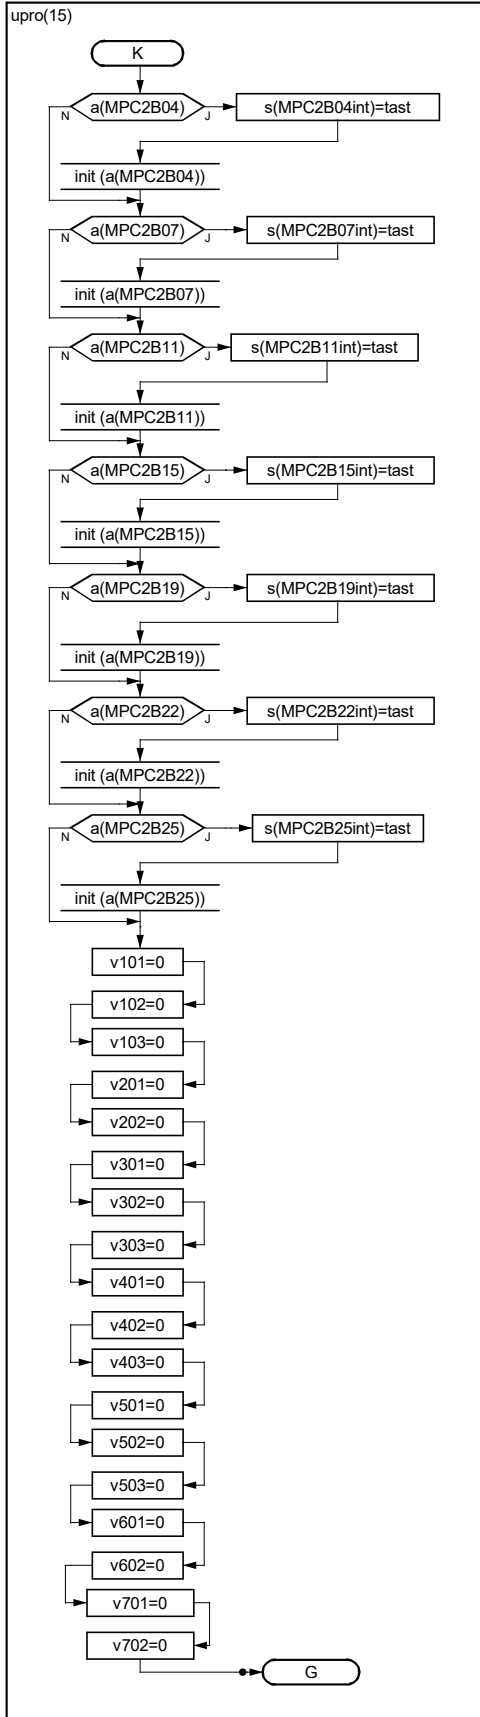 upro(15)
K
a(MPC2B04)
N
J
s(MPC2B04int)=tast
init (a(MPC2B04))
a(MPC2B07)
N
J
s(MPC2B07int)=tast
init (a(MPC2B07))
a(MPC2B11)
N
J
s(MPC2B11int)=tast
init (a(MPC2B11))
a(MPC2B15)
N
J
s(MPC2B15int)=tast
init (a(MPC2B15))
a(MPC2B19)
N
J
s(MPC2B19int)=tast
init (a(MPC2B19))
a(MPC2B22)
N
J
s(MPC2B22int)=tast
init (a(MPC2B22))
a(MPC2B25)
N
J
s(MPC2B25int)=tast
init (a(MPC2B25))
v101=0
v102=0
v103=0
v201=0
v202=0
v301=0
v302=0
v303=0
v401=0
v402=0
v403=0
v501=0
v502=0
v503=0
v601=0
v602=0
v701=0
v702=0
G